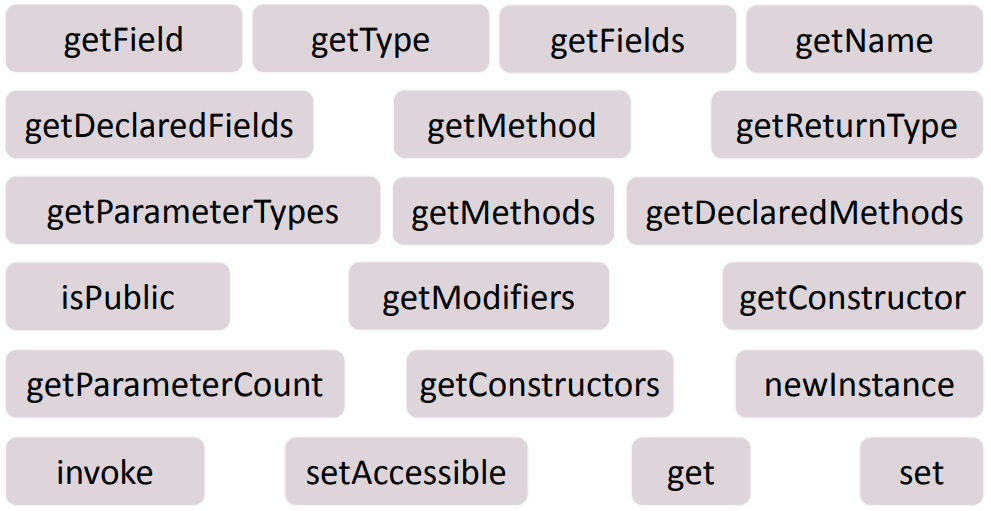 getField getType getFields getName
getDeclaredFields getMethod getReturnType
getParameterTypes getMethods getDeclaredMethods
isPublic getModifiers getConstructor
getParameterCount getConstructors newInstance
invoke setAccessible get set